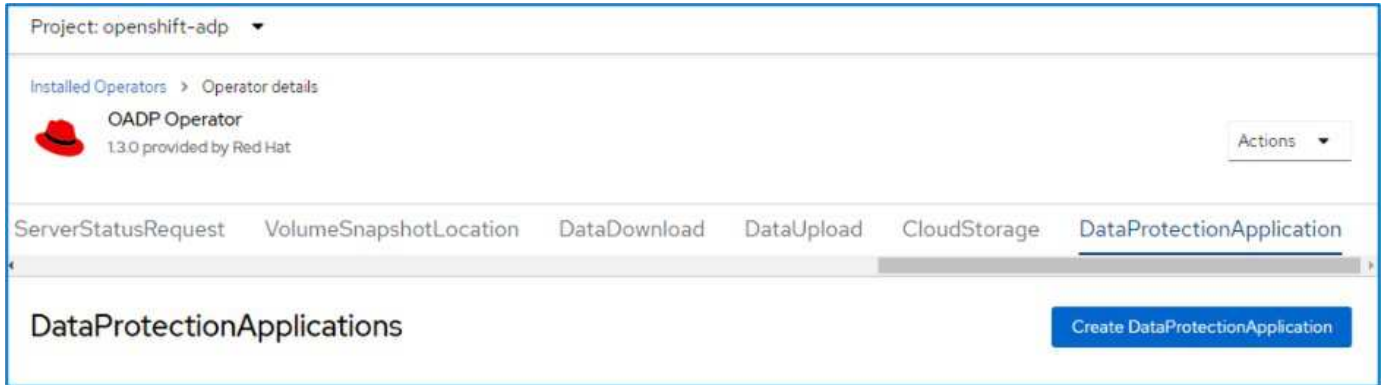 Project: openshift-adp
Installed Operators > Operator details
OADP Operator
1.3.0 provided by Red Hat
Actions
ServerStatusRequest VolumeSnapshotLocation DataDownload DataUpload CloudStorage DataProtectionApplication
DataProtectionApplications
Create DataProtectionApplication